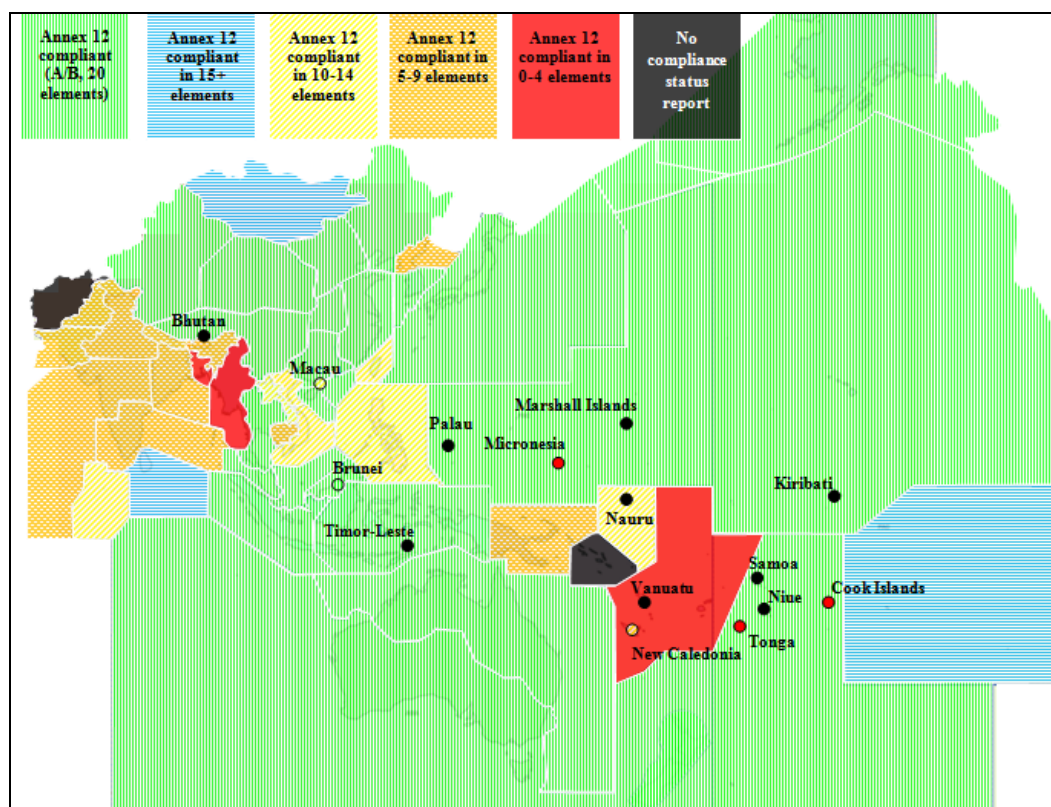 Annex 12
compliant
(A/B, 20
elements)
Annex 12
compliant
in 15+
elements
Annex 12
compliant
in 10-14
elements
Annex 12
compliant in
5-9 elements
Annex 12
compliant in
0-4 elements
No
compliance
status
report
Bhutan
Macau
Marshall Islands
Palau
Micronesia
Brunei
Kiribati
Nauru
Timor-Leste
Samoa
Vanuatu
Niue
Cook Islands
Tonga
New Caledonia